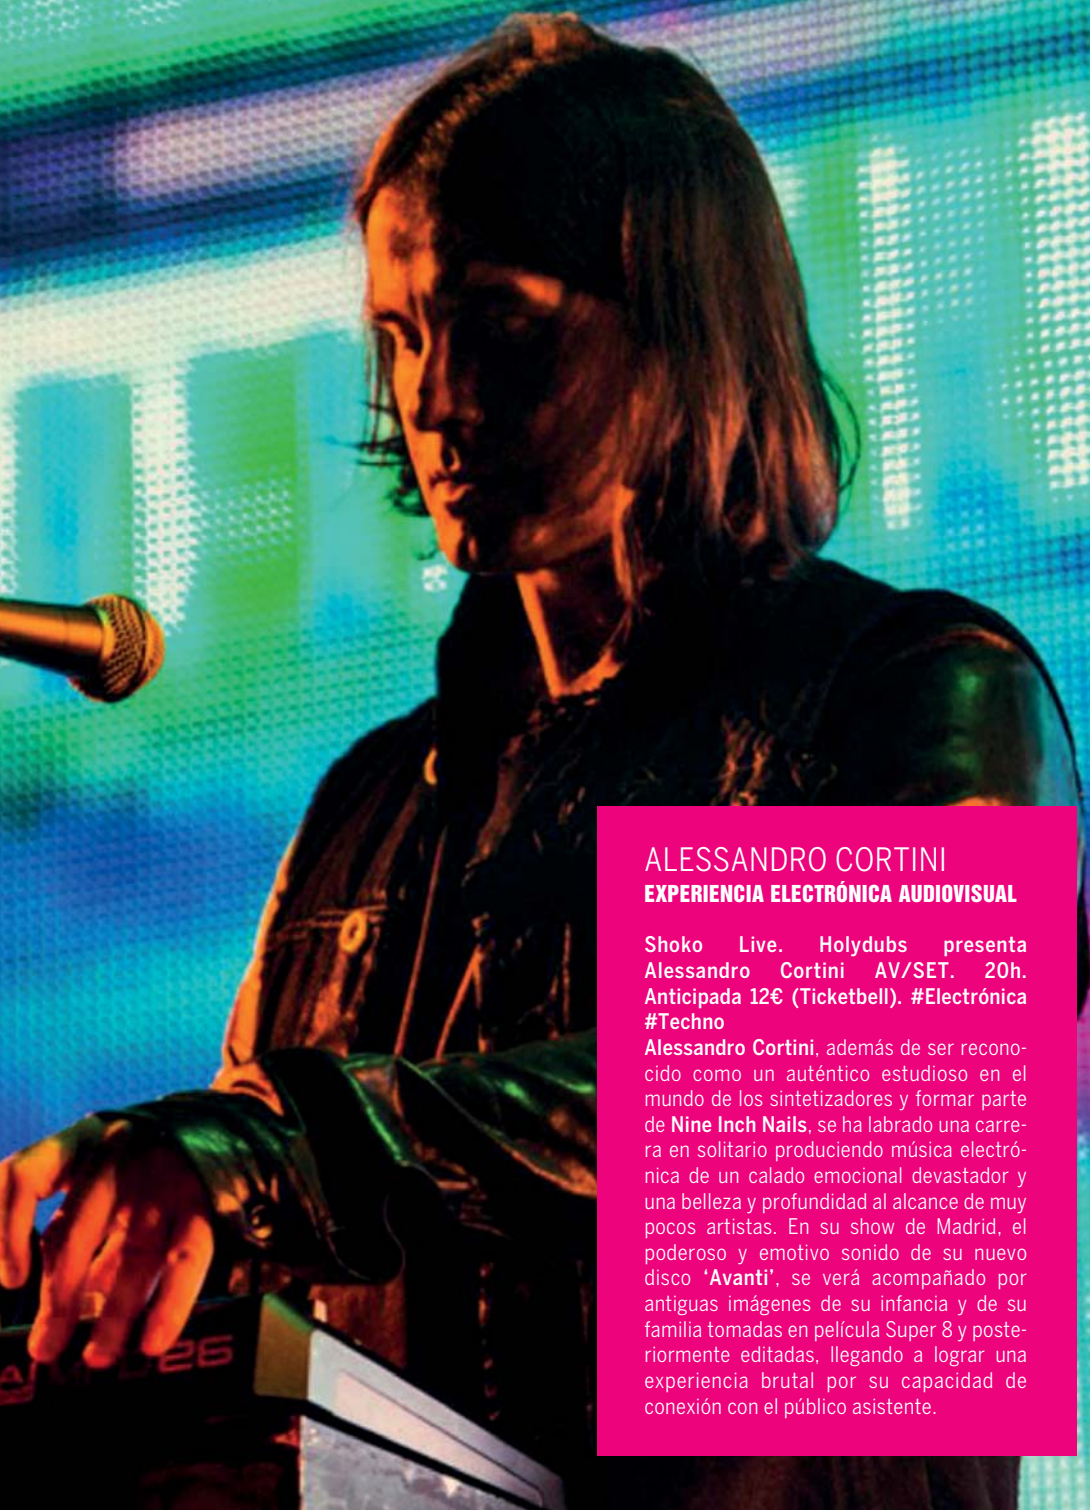 ALESSANDRO CORTINI
EXPERIENCIA ELECTRÓNICA AUDIOVISUAL
Shoko Live. Holydubs presenta
Alessandro Cortini AV/SET. 20h.
Anticipada 12€ (Ticketbell). #Electrónica
#Techno
Alessandro Cortini, además de ser recono-
cido como un auténtico estudioso en el
mundo de los sintetizadores y formar parte
de Nine Inch Nails, se ha labrado una carre-
ra en solitario produciendo música electró-
nica de un calado emocional devastador y
una belleza y profundidad al alcance de muy
pocos artistas. En su show de Madrid, el
poderoso y emotivo sonido de su nuevo
disco ‘Avanti’, se verá acompañado por
antiguas imágenes de su infancia y de su
familia tomadas en película Super 8 y poste-
riormente editadas, llegando a lograr una
experiencia brutal por su capacidad de
conexión con el público asistente.